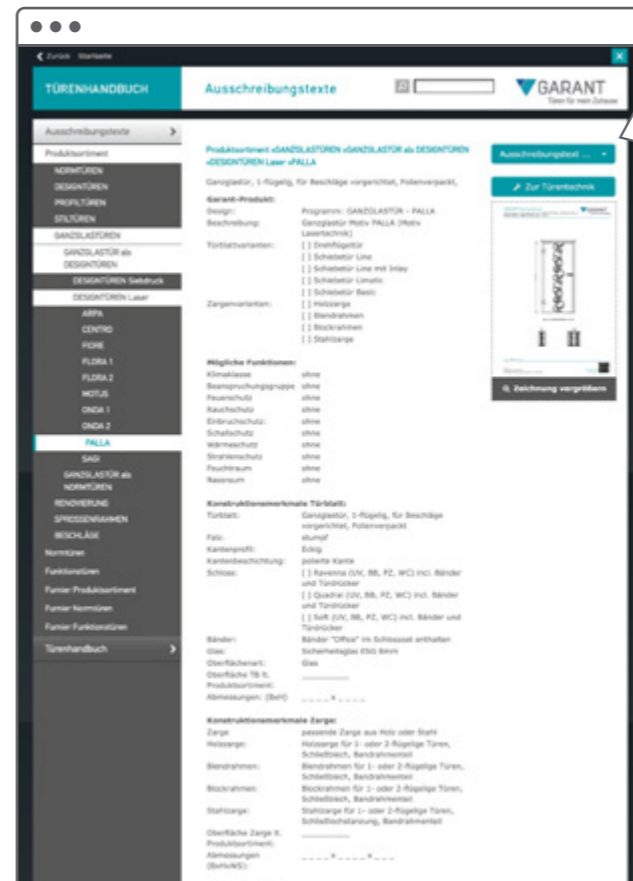 Zurück Startseite
TÜRENHANDBUCH
Ausschreibungstexte
GARANT
Türen für mein Zuhause
Ausschreibungstexte
Produktsortiment
NORMTÜREN
DESIGNTÜREN
PROFILTÜREN
STILTÜREN
GANZGLASTÜREN
GANZGLASTÜR als
DESIGNTÜREN
DESIGNTÜREN Siebdruck
DESIGNTÜREN Laser
ARPA
CENTRO
FIORE
FLORA 1
FLORA 2
MOTUS
ONDA 1
ONDA 2
PALLA
SAGI
GANZGLASTÜR als
NORMTÜREN
RENOVIERUNG
SPROSSENRAHMEN
BESCHLÄGE
Normtüren
Funktionstüren
Furnier Produktsortiment
Furnier Normtüren
Furnier Funktionstüren
Türenhandbuch
Produktsortiment »GANZGLASTÜREN »GANZGLASTÜR als DESIGNTÜREN
»DESIGNTÜREN Laser »PALLA
Ganzglastür, 1-flügelig, für Beschläge vorgerichtet, Folienverpackt,
Garant-Produkt:
Design: Programm: GANZGLASTÜR - PALLA
Beschreibung: Ganzglastür Motiv PALLA (Motiv
Lasertechnik)
Türblattvarianten: [ ] Drehflügeltür
[ ] Schiebetür Line
[ ] Schiebetür Line mit Inlay
[ ] Schiebetür Limatic
[ ] Schiebetür Basic
Zargenvarianten: [ ] Holzzarge
[ ] Blendrahmen
[ ] Blockrahmen
[ ] Stahlzarge
Mögliche Funktionen:
Klimaklasse ohne
Beanspruchungsgruppe ohne
Feuerschutz ohne
Rauchschutz ohne
Einbruchschutz: ohne
Schallschutz ohne
Wärmeschutz ohne
Strahlenschutz ohne
Feuchtraum ohne
Nassraum ohne
Konstruktionsmerkmale Türblatt:
Türblatt: Ganzglastür, 1-flügelig, für Beschläge
vorgerichtet, Folienverpackt
Falz: stumpf
Kantenprofil: Eckig
Kantenbeschichtung: polierte Kante
Schloss: [ ] Ravenna (UV, BB, PZ, WC) incl. Bänder
und Türdrücker
[ ] Quadrat (UV, BB, PZ, WC) incl. Bänder
und Türdrücker
[ ] Soft (UV, BB, PZ, WC) incl. Bänder und
Türdrücker
Bänder: Bänder "Office" im Schlossset enthalten
Glas: Sicherheitsglas ESG 8mm
Oberflächenart: Glas
Oberfläche TB lt. __________
Produktsortiment:
Abmessungen: (BxH) _ _ _ _ x _ _ _ _
Konstruktionsmerkmale Zarge:
Zarge passende Zarge aus Holz oder Stahl
Holzzarge: Holzzarge für 1- oder 2-flügelige Türen,
Schließblech, Bandrahmenteil
Blendrahmen: Blendrahmen für 1- oder 2-flügelige Türen,
Schließblech, Bandrahmenteil
Blockrahmen: Blockrahmen für 1- oder 2-flügelige Türen,
Schließblech, Bandrahmenteil
Stahlzarge: Stahlzarge für 1- oder 2-flügelige Türen,
Schließlochstanzung, Bandrahmenteil
Oberfläche Zarge lt. __________
Produktsortiment:
Abmessungen _ _ _ _ x _ _ _ _ x _ _ _ _
(BxHxWS):
Ausschreibungstext ...
Zur Türentechnik
Zeichnung vergrößern